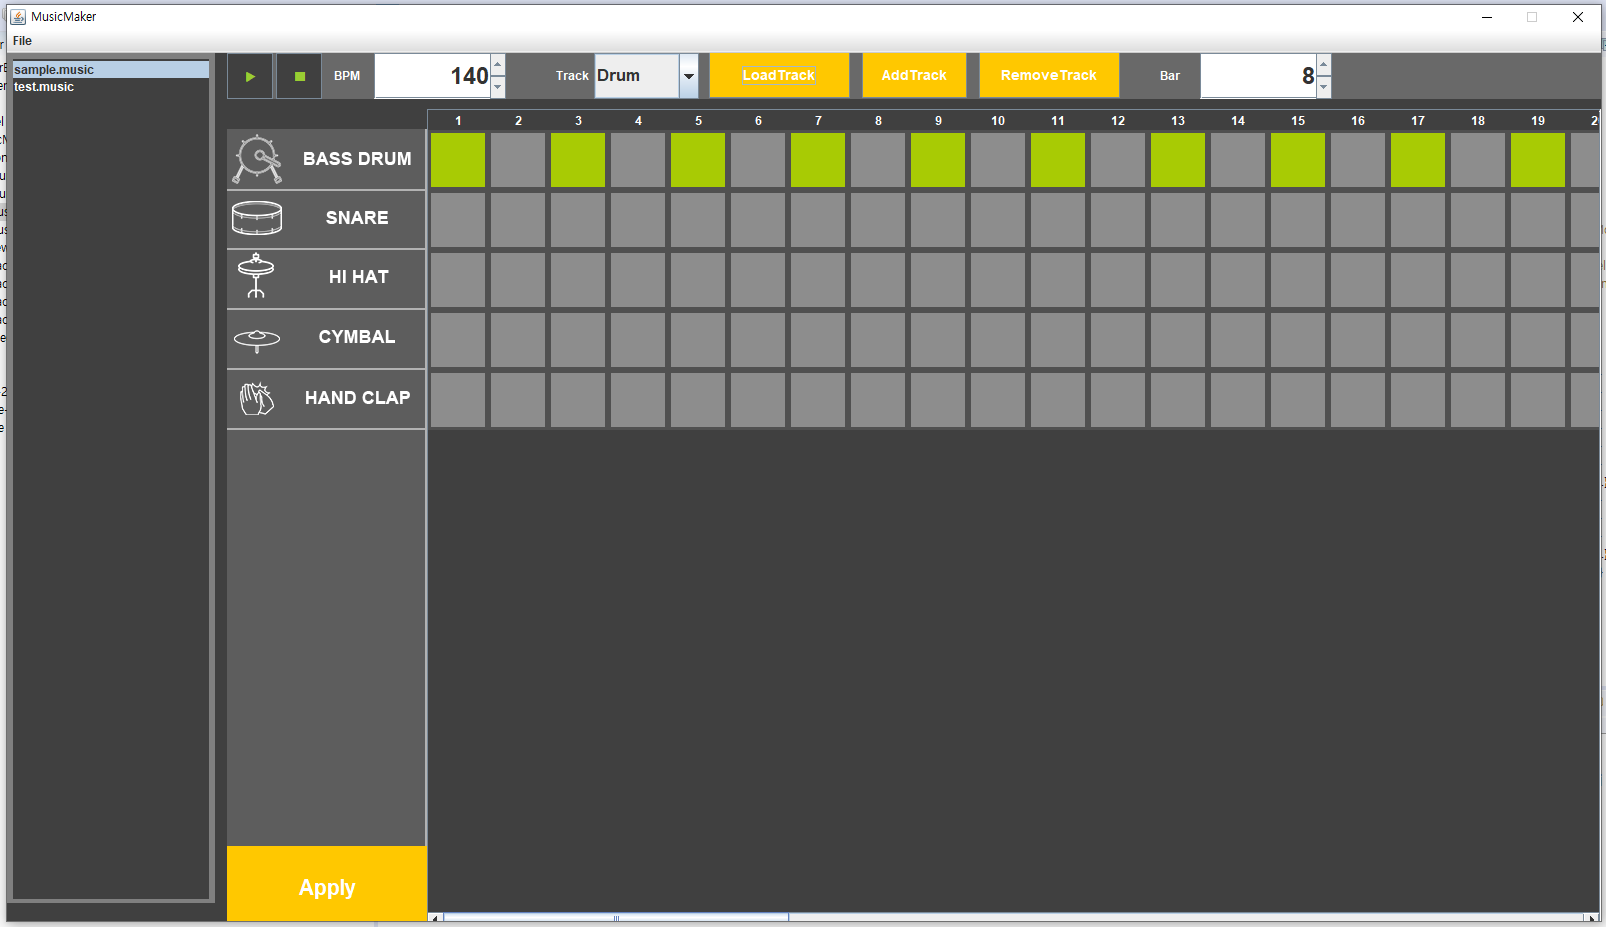 MusicMaker
File
sample.music
test.music
BPM 140 Track Drum LoadTrack AddTrack RemoveTrack Bar 8
1 2 3 4 5 6 7 8 9 10 11 12 13 14 15 16 17 18 19
BASS DRUM
SNARE
HI HAT
CYMBAL
HAND CLAP
Apply